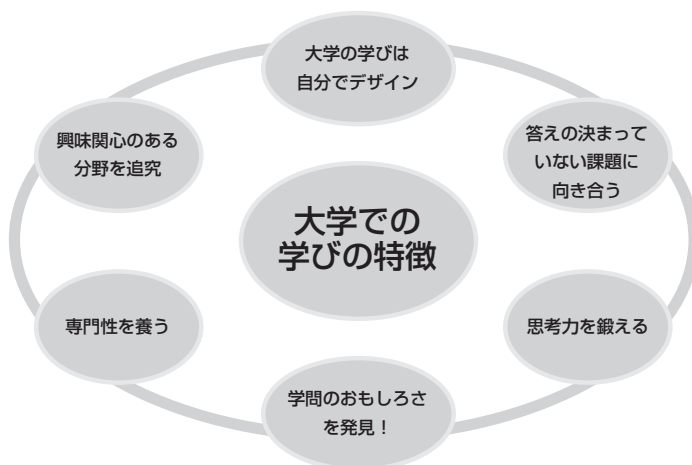 大学の学びは
自分でデザイン
興味関心のある
分野を追究
答えの決まって
いない課題に
向き合う
大学での
学びの特徴
専門性を養う
思考力を鍛える
学問のおもしろさ
を発見！